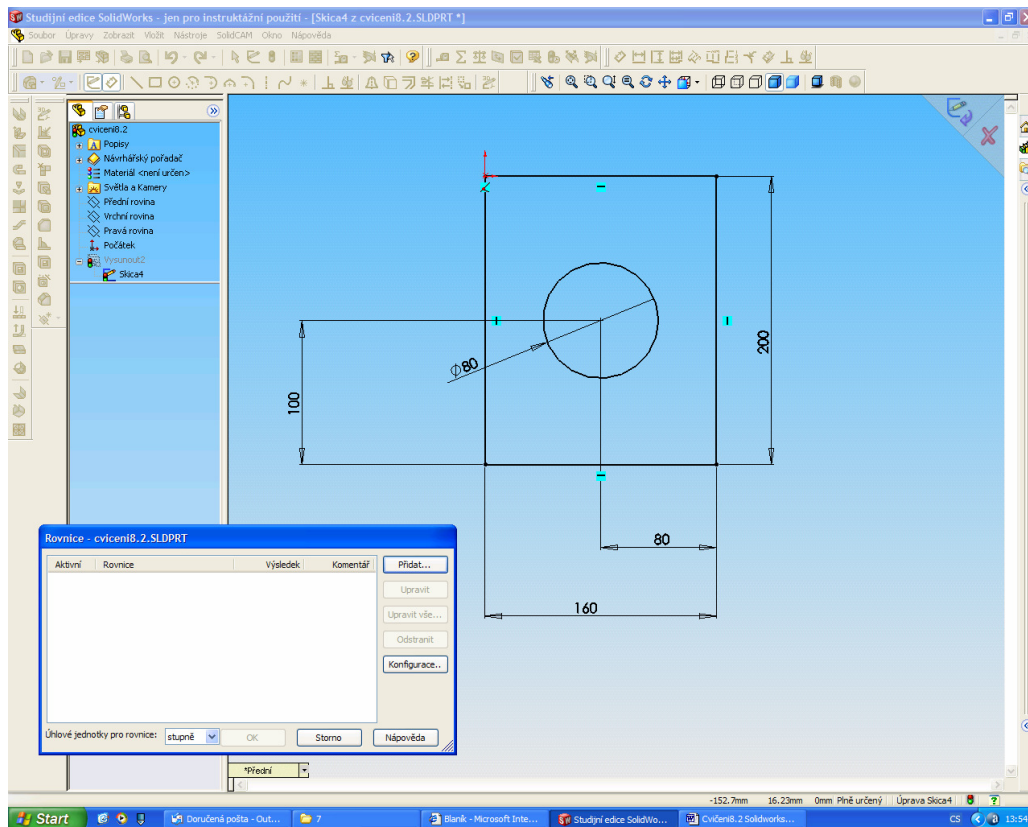 Studijní edice SolidWorks - jen pro instruktážní použití - [Skica4 z cviceni8.2.SLDPRT *]
Soubor Úpravy Zobrazit Vložit Nástroje SolidCAM Okno Nápověda
cviceni8.2
Popisy
Návrhářský pořadač
Materiál <není určen>
Světla a Kamery
Přední rovina
Vrchní rovina
Pravá rovina
Počátek
Vysunout2
Skica4
200
Ø80
100
80
160
Rovnice - cviceni8.2.SLDPRT
Aktivní Rovnice Výsledek Komentář
Přidat...
Upravit
Upravit vše...
Odstranit
Konfigurace..
Úhlové jednotky pro rovnice: stupně OK Storno Nápověda
*Přední
-152.7mm 16.23mm 0mm Plně určený Úprava Skica4
Start Doručená pošta - Out... 7 Blaník - Microsoft Inte... Studijní edice SolidWo... Cvičení8.2 Solidworks... CS 13:54